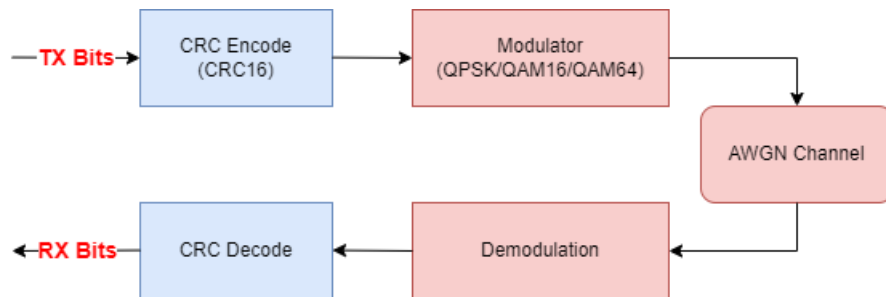 TX Bits
CRC Encode
(CRC16)
Modulator
(QPSK/QAM16/QAM64)
AWGN Channel
RX Bits
CRC Decode
Demodulation